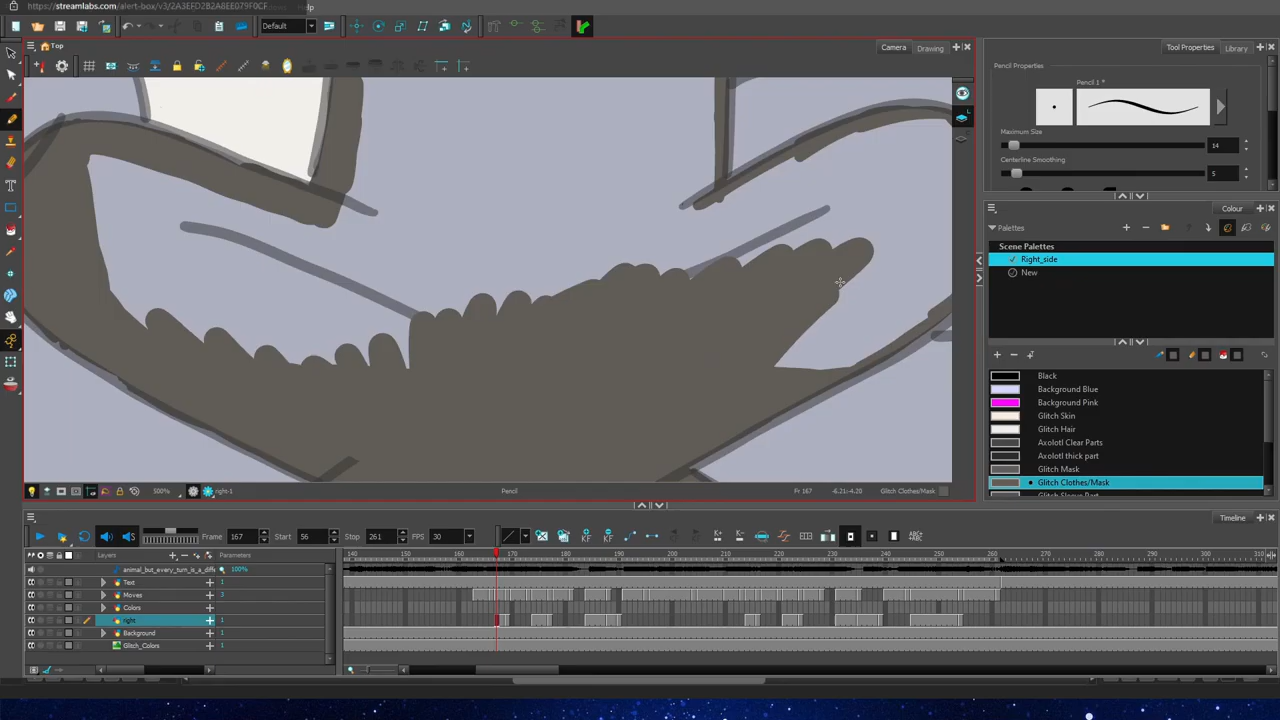 https://streamlabs.com/alert-box/v3/2A3EFD2B2A8E579F0CF
lp
Default
Top
Camera
Drawing
Tool Properties
Library
Pencil Properties
Pencil 1 *
Maximum Size
14
Centerline Smoothing
5
Colour
Palettes
Scene Palettes
Right_side
New
Black
Background Blue
Background Pink
Glitch Skin
Glitch Hair
Axolotl Clear Parts
Axolotl thick part
Glitch Mask
Glitch Clothes/Mask
500%
right-1
Pencil
Fr 167
-6.21;-4.20
Glitch Clothes/Mask
Timeline
Frame 167 Start 56 Stop 261 FPS 30
KF KF
ABC
Layers
Parameters
140 150 160 170 180 190 200 210 220 230 240 250 260 270 280 290 300 310
animal_but_every_turn_is_a_diff
100%
Text 1
Moves 3
Colors 1
right 1
Background 1
Glitch_Colors 1